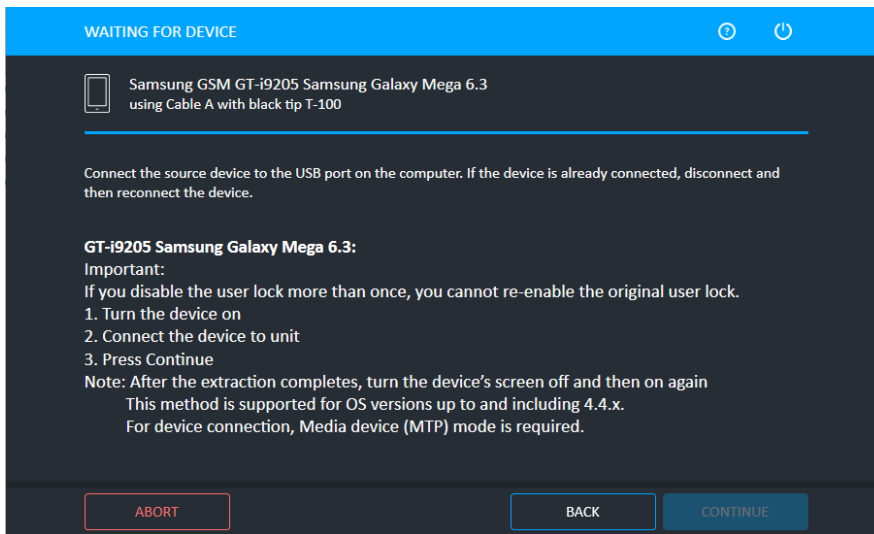 WAITING FOR DEVICE
Samsung GSM GT-i9205 Samsung Galaxy Mega 6.3
using Cable A with black tip T-100
Connect the source device to the USB port on the computer. If the device is already connected, disconnect and
then reconnect the device.
GT-i9205 Samsung Galaxy Mega 6.3:
Important:
If you disable the user lock more than once, you cannot re-enable the original user lock.
1. Turn the device on
2. Connect the device to unit
3. Press Continue
Note: After the extraction completes, turn the device's screen off and then on again
This method is supported for OS versions up to and including 4.4.x.
For device connection, Media device (MTP) mode is required.
ABORT
BACK
CONTINUE